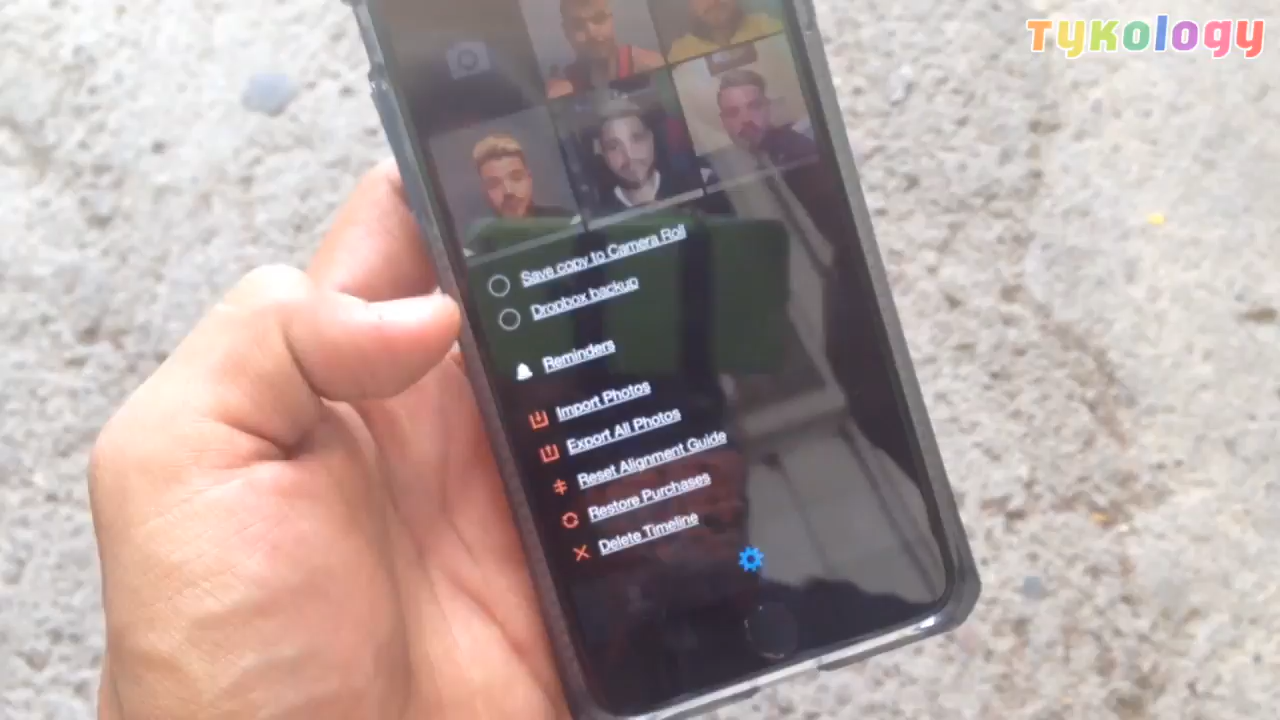 Tykology
Save copy to Camera Roll
Dropbox backup
Reminders
Import Photos
Export All Photos
Reset Alignment Guide
Restore Purchases
Delete Timeline